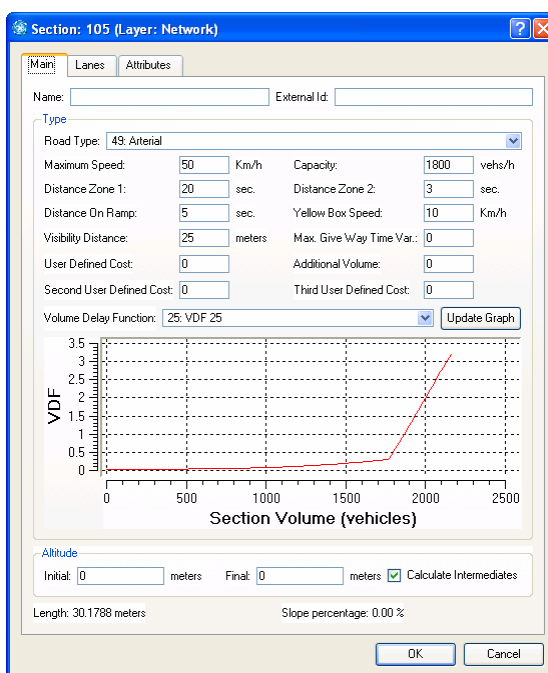 Section: 105 (Layer: Network)
Main Lanes Attributes
Name: External Id:
Type
Road Type: 49: Arterial
Maximum Speed: 50 Km/h Capacity: 1800 vehs/h
Distance Zone 1: 20 sec. Distance Zone 2: 3 sec.
Distance On Ramp: 5 sec. Yellow Box Speed: 10 Km/h
Visibility Distance: 25 meters Max. Give Way Time Var.: 0
User Defined Cost: 0 Additional Volume: 0
Second User Defined Cost: 0 Third User Defined Cost: 0
Volume Delay Function: 25: VDF 25 Update Graph
3.5
3
2.5
2
1.5
1
0.5
0
VDF
0 500 1000 1500 2000 2500
Section Volume (vehicles)
Altitude
Initial: 0 meters Final: 0 meters Calculate Intermediates
Length: 30.1788 meters Slope percentage: 0.00 %
OK Cancel